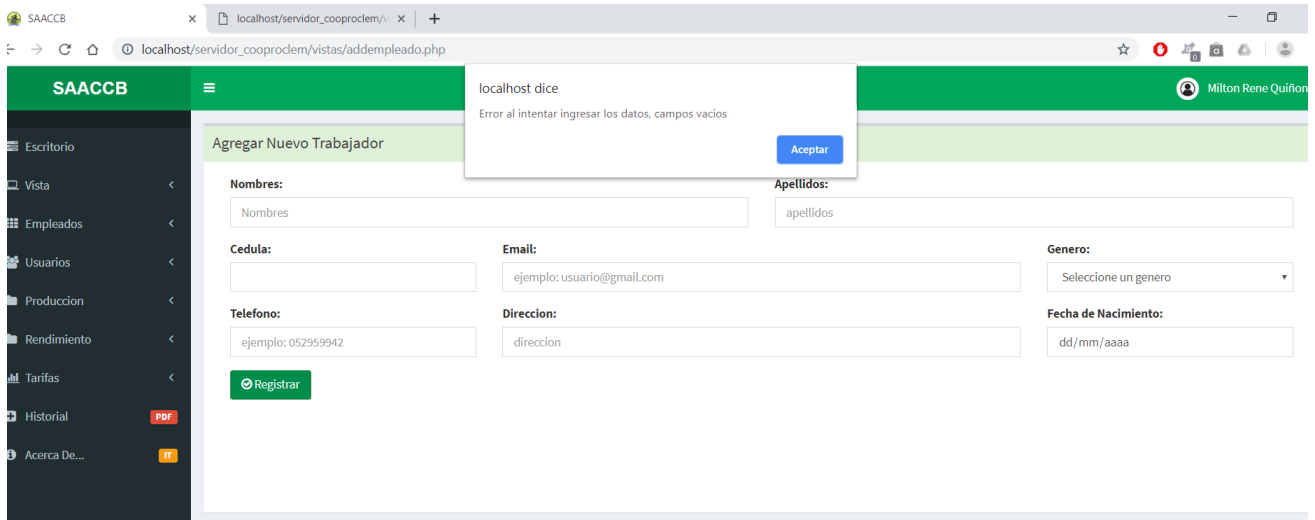 SAACCB
localhost/servidor_cooproclem/v
localhost/servidor_cooproclem/vistas/addempleado.php
0
a
SAACCB
Milton Rene Quiñon
localhost dice
Error al intentar ingresar los datos, campos vacios
Aceptar
Escritorio
Vista
Empleados
Usuarios
Produccion
Rendimiento
Tarifas
Historial
PDF
Acerca De...
IT
Agregar Nuevo Trabajador
Nombres:
Apellidos:
Nombres
apellidos
Cedula:
Email:
Genero:
ejemplo: usuario@gmail.com
Seleccione un genero
Telefono:
Direccion:
Fecha de Nacimiento:
ejemplo: 052959942
direccion
dd/mm/aaaa
Registrar